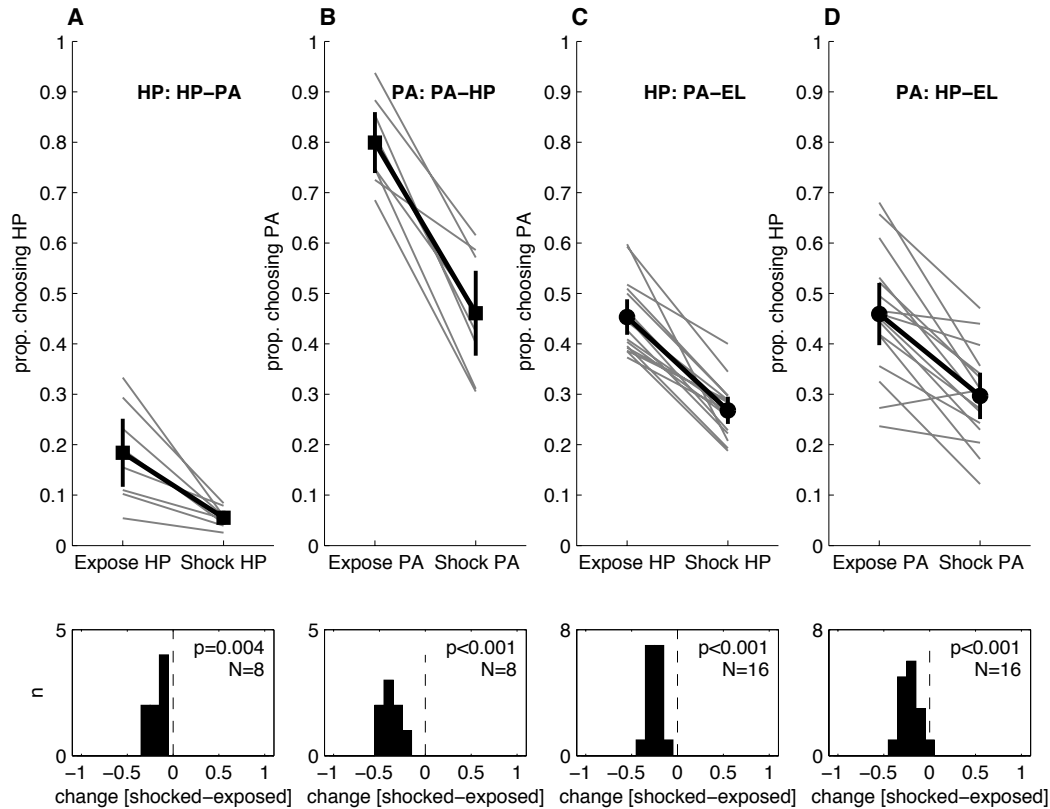 A
B
C
D
HP: HP−PA
PA: PA−HP
HP: PA−EL
PA: HP−EL
prop. choosing HP
1
0.9
0.8
0.7
0.6
0.5
0.4
0.3
0.2
0.1
0
Expose HP Shock HP
prop. choosing PA
1
0.9
0.8
0.7
0.6
0.5
0.4
0.3
0.2
0.1
0
Expose PA Shock PA
prop. choosing PA
1
0.9
0.8
0.7
0.6
0.5
0.4
0.3
0.2
0.1
0
Expose HP Shock HP
prop. choosing HP
1
0.9
0.8
0.7
0.6
0.5
0.4
0.3
0.2
0.1
0
Expose PA Shock PA
n
5
0
p=0.004
N=8
−1 −0.5 0 0.5 1
change [shocked−exposed]
5
0
p<0.001
N=8
−1 −0.5 0 0.5 1
change [shocked−exposed]
8
0
p<0.001
N=16
−1 −0.5 0 0.5 1
change [shocked−exposed]
8
0
p<0.001
N=16
−1 −0.5 0 0.5 1
change [shocked−exposed]